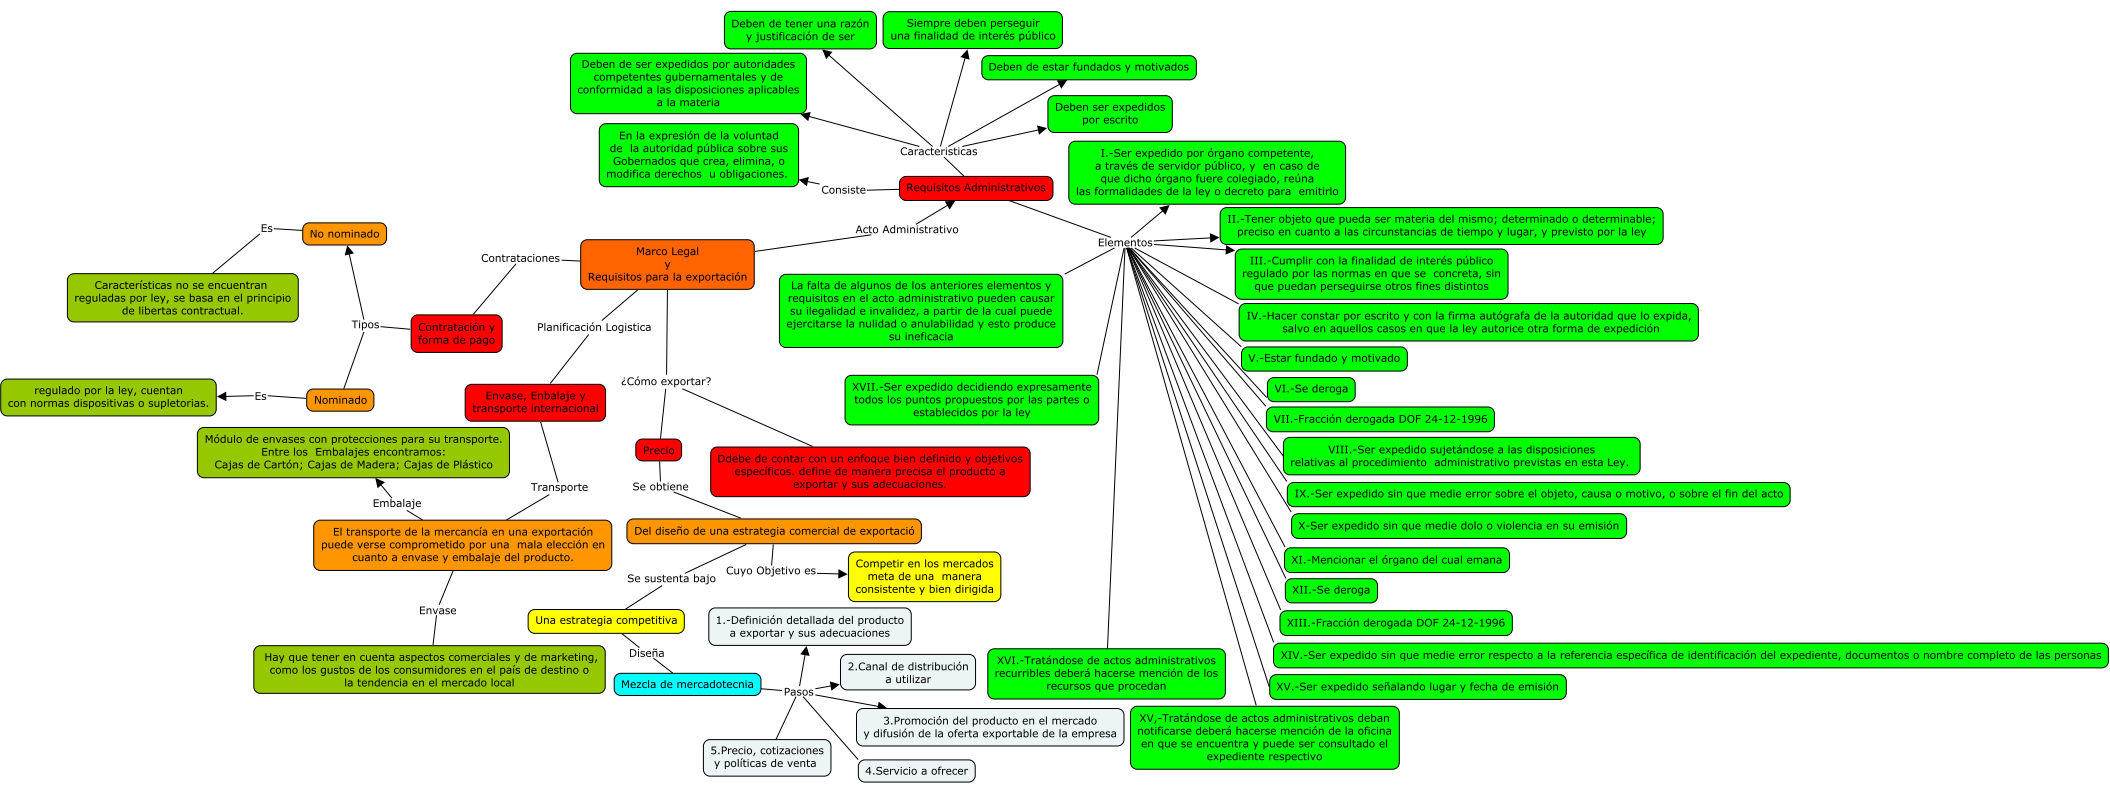 Deben de tener una razón
y justificación de ser
Siempre deben perseguir
una finalidad de interés público
Deben de ser expedidos por autoridades
competentes gubernamentales y de
conformidad a las disposiciones aplicables
a la materia
Deben de estar fundados y motivados
Deben ser expedidos
por escrito
En la expresión de la voluntad
de la autoridad pública sobre sus
Gobernados que crea, elimina, o
modifica derechos u obligaciones.
Características
Consiste
Requisitos Administrativos
Acto Administrativo
Elementos
I.-Ser expedido por órgano competente,
a través de servidor público, y en caso de
que dicho órgano fuere colegiado, reúna
las formalidades de la ley o decreto para emitirlo
II.-Tener objeto que pueda ser materia del mismo; determinado o determinable;
preciso en cuanto a las circunstancias de tiempo y lugar, y previsto por la ley
III.-Cumplir con la finalidad de interés público
regulado por las normas en que se concreta, sin
que puedan perseguirse otros fines distintos
IV.-Hacer constar por escrito y con la firma autógrafa de la autoridad que lo expida,
salvo en aquellos casos en que la ley autorice otra forma de expedición
V.-Estar fundado y motivado
VI.-Se deroga
VII.-Fracción derogada DOF 24-12-1996
VIII.-Ser expedido sujetándose a las disposiciones
relativas al procedimiento administrativo previstas en esta Ley.
IX.-Ser expedido sin que medie error sobre el objeto, causa o motivo, o sobre el fin del acto
X-Ser expedido sin que medie dolo o violencia en su emisión
XI.-Mencionar el órgano del cual emana
XII.-Se deroga
XIII.-Fracción derogada DOF 24-12-1996
XIV.-Ser expedido sin que medie error respecto a la referencia específica de identificación del expediente, documentos o nombre completo de las personas
XV.-Ser expedido señalando lugar y fecha de emisión
XV,-Tratándose de actos administrativos deban
notificarse deberá hacerse mención de la oficina
en que se encuentra y puede ser consultado el
expediente respectivo
XVI.-Tratándose de actos administrativos
recurribles deberá hacerse mención de los
recursos que procedan
XVII.-Ser expedido decidiendo expresamente
todos los puntos propuestos por las partes o
establecidos por la ley
La falta de algunos de los anteriores elementos y
requisitos en el acto administrativo pueden causar
su ilegalidad e invalidez, a partir de la cual puede
ejercitarse la nulidad o anulabilidad y esto produce
su ineficacia
Marco Legal
y
Requisitos para la exportación
Contrataciones
Contratación y
forma de pago
Tipos
No nominado
Es
Características no se encuentran
reguladas por ley, se basa en el principio
de libertas contractual.
Nominado
Es
regulado por la ley, cuentan
con normas dispositivas o supletorias.
Planificación Logistica
Envase, Enbalaje y
transporte internacional
Transporte
El transporte de la mercancía en una exportación
puede verse comprometido por una mala elección en
cuanto a envase y embalaje del producto.
Embalaje
Módulo de envases con protecciones para su transporte.
Entre los Embalajes encontramos:
Cajas de Cartón; Cajas de Madera; Cajas de Plástico
Envase
Hay que tener en cuenta aspectos comerciales y de marketing,
como los gustos de los consumidores en el país de destino o
la tendencia en el mercado local
¿Cómo exportar?
Precio
Ddebe de contar con un enfoque bien definido y objetivos
específicos. define de manera precisa el producto a
exportar y sus adecuaciones.
Se obtiene
Del diseño de una estrategia comercial de exportació
Cuyo Objetivo es
Competir en los mercados
meta de una manera
consistente y bien dirigida
Se sustenta bajo
Una estrategia competitiva
Diseña
Mezcla de mercadotecnia
Pasos
1.-Definición detallada del producto
a exportar y sus adecuaciones
2.Canal de distribución
a utilizar
3.Promoción del producto en el mercado
y difusión de la oferta exportable de la empresa
4.Servicio a ofrecer
5.Precio, cotizaciones
y políticas de venta